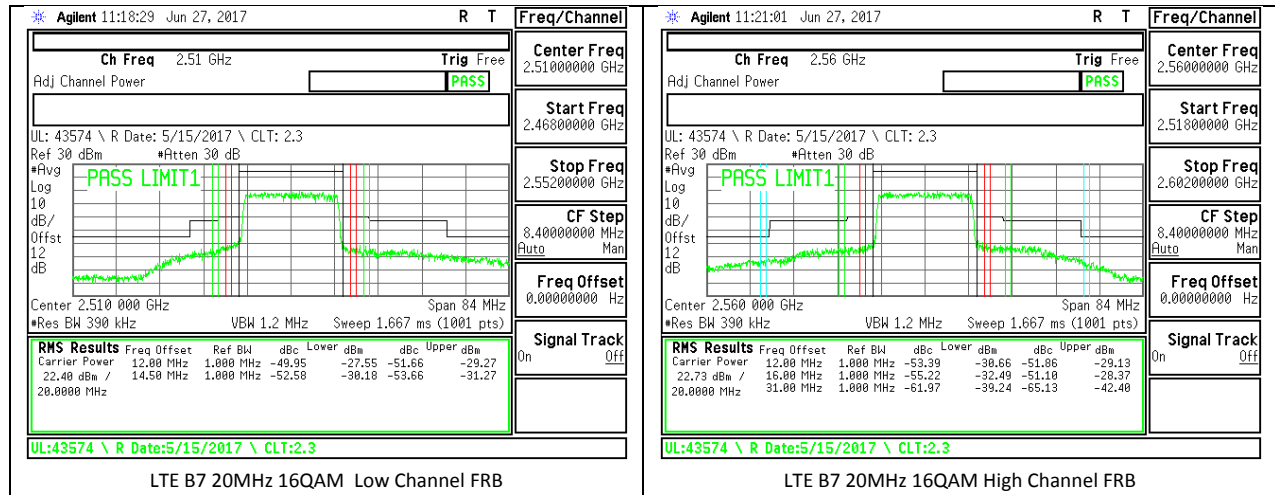 Agilent 11:18:29 Jun 27, 2017 R T Freq/Channel
Ch Freq 2.51 GHz Trig Free
Adj Channel Power PASS
UL: 43574 \ R Date: 5/15/2017 \ CLT: 2.3
Ref 30 dBm #Atten 30 dB
#Avg
Log
10
dB/
Offst
12
dB
PASS LIMIT1
Center 2.510 000 GHz Span 84 MHz
#Res BW 390 kHz VBW 1.2 MHz Sweep 1.667 ms (1001 pts)
RMS Results Freq Offset Ref BW dBc Lower dBm dBc Upper dBm
Carrier Power 12.00 MHz 1.000 MHz -49.95 -27.55 -51.66 -29.27
22.40 dBm / 14.50 MHz 1.000 MHz -52.58 -30.18 -53.66 -31.27
20.0000 MHz
UL:43574 \ R Date:5/15/2017 \ CLT:2.3
Center Freq
2.51000000 GHz
Start Freq
2.46800000 GHz
Stop Freq
2.55200000 GHz
CF Step
8.40000000 MHz
Auto Man
Freq Offset
0.00000000 Hz
Signal Track
On Off
LTE B7 20MHz 16QAM Low Channel FRB
Agilent 11:21:01 Jun 27, 2017 R T Freq/Channel
Ch Freq 2.56 GHz Trig Free
Adj Channel Power PASS
UL: 43574 \ R Date: 5/15/2017 \ CLT: 2.3
Ref 30 dBm #Atten 30 dB
#Avg
Log
10
dB/
Offst
12
dB
PASS LIMIT1
Center 2.560 000 GHz Span 84 MHz
#Res BW 390 kHz VBW 1.2 MHz Sweep 1.667 ms (1001 pts)
RMS Results Freq Offset Ref BW dBc Lower dBm dBc Upper dBm
Carrier Power 12.00 MHz 1.000 MHz -53.39 -30.66 -51.86 -29.13
22.73 dBm / 16.00 MHz 1.000 MHz -55.22 -32.49 -51.10 -28.37
20.0000 MHz 31.00 MHz 1.000 MHz -61.97 -39.24 -65.13 -42.40
UL:43574 \ R Date:5/15/2017 \ CLT:2.3
Center Freq
2.56000000 GHz
Start Freq
2.51800000 GHz
Stop Freq
2.60200000 GHz
CF Step
8.40000000 MHz
Auto Man
Freq Offset
0.00000000 Hz
Signal Track
On Off
LTE B7 20MHz 16QAM High Channel FRB